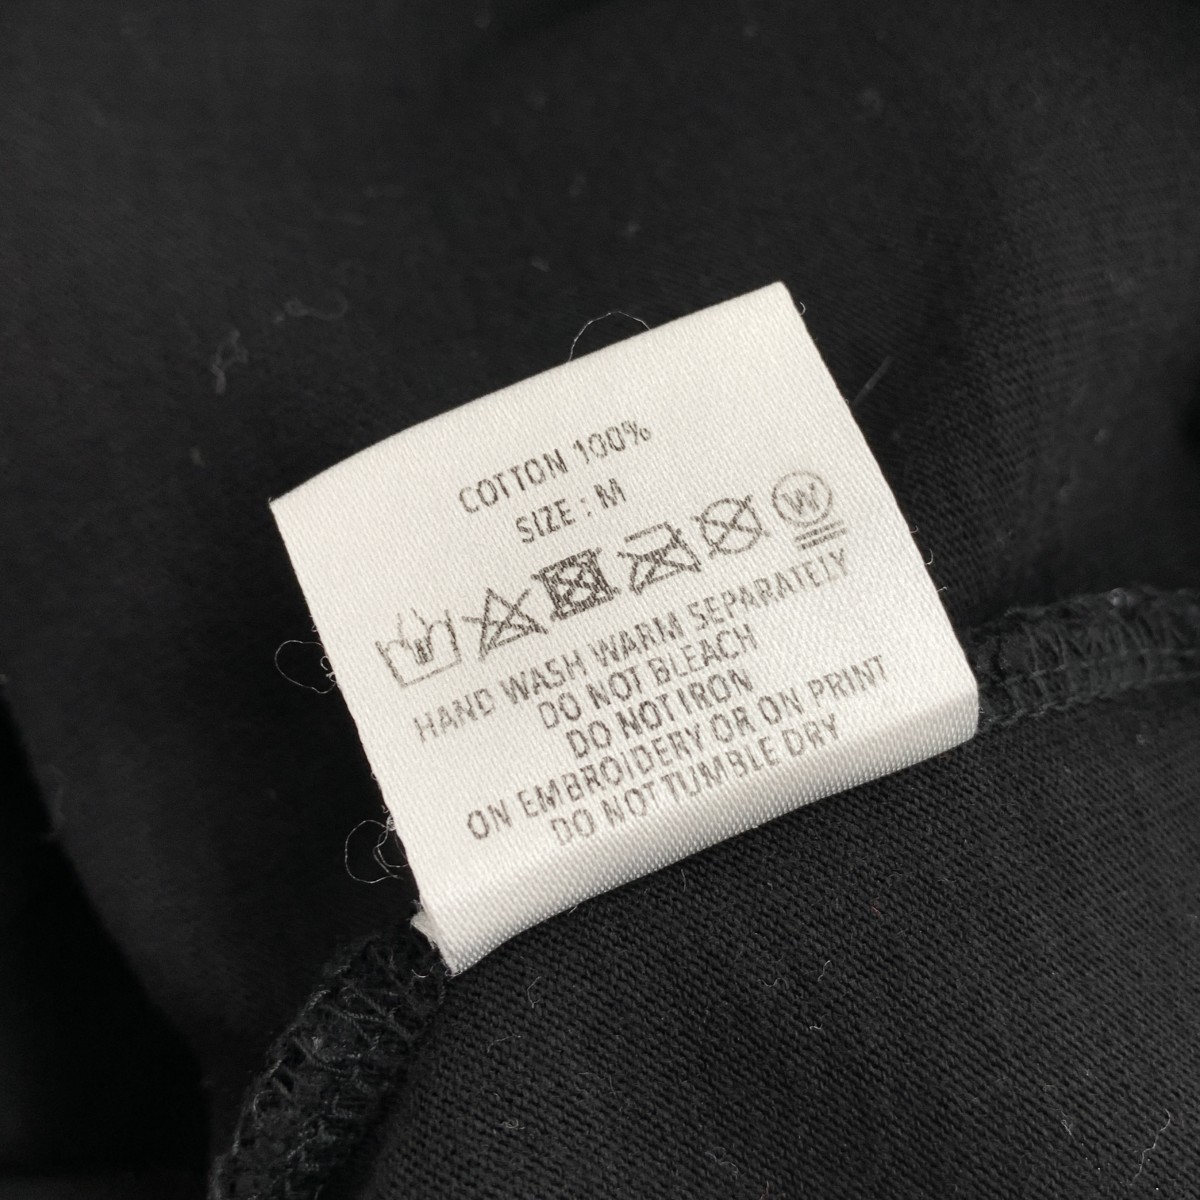 COTTON 100%
SIZE : M
W
HAND WASH WARM SEPARATELY
DO NOT BLEACH
DO NOT IRON
ON EMBROIDERY OR ON PRINT
DO NOT TUMBLE DRY